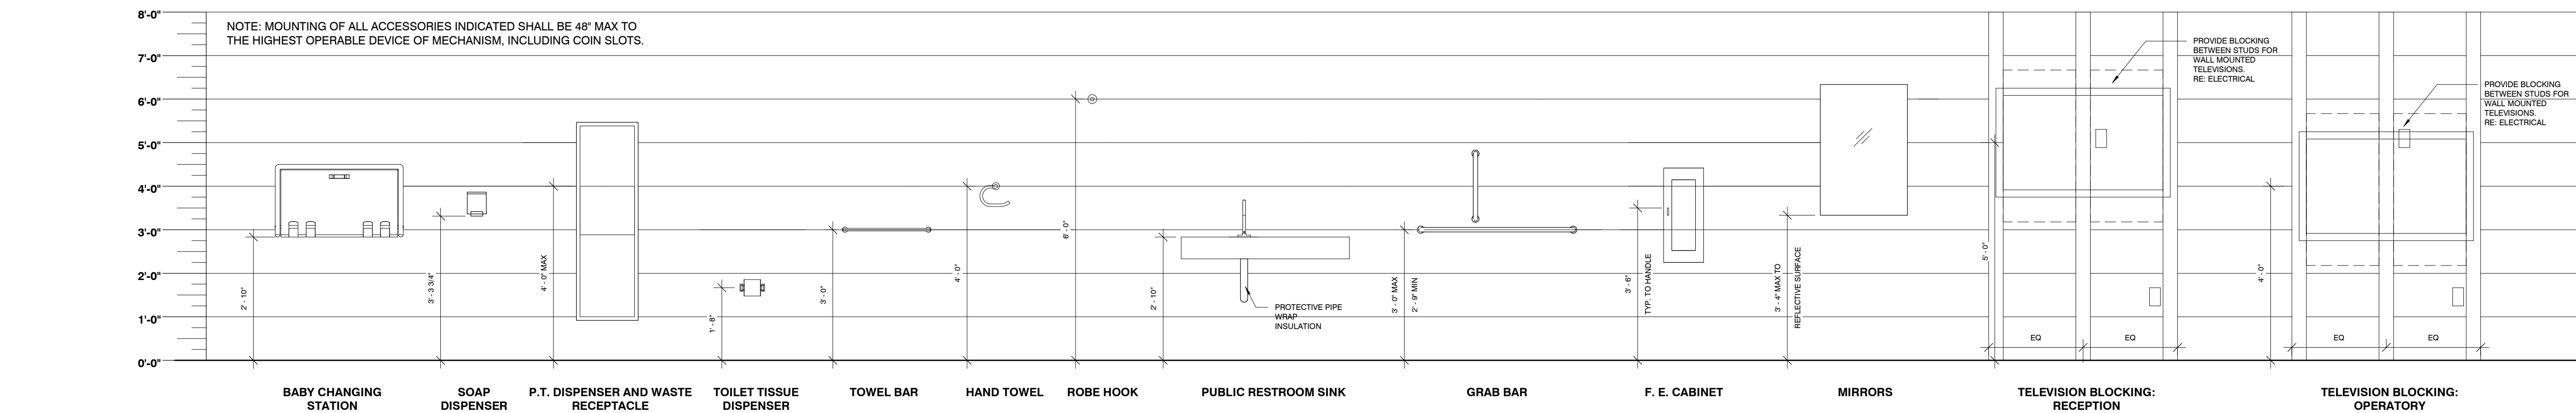 8'-0"
7'-0"
6'-0"
5'-0"
4'-0"
3'-0"
2'-0"
1'-0"
0'-0"
NOTE: MOUNTING OF ALL ACCESSORIES INDICATED SHALL BE 48" MAX TO
THE HIGHEST OPERABLE DEVICE OF MECHANISM, INCLUDING COIN SLOTS.
2' - 10"
BABY CHANGING
STATION
3' - 3 3/4"
SOAP
DISPENSER
4' - 0" MAX
P.T. DISPENSER AND WASTE
RECEPTACLE
1' - 8"
TOILET TISSUE
DISPENSER
3' - 0"
TOWEL BAR
4' - 0"
HAND TOWEL
6' - 0"
ROBE HOOK
2' - 10"
PROTECTIVE PIPE
WRAP
INSULATION
PUBLIC RESTROOM SINK
3' - 0" MAX
2' - 9" MIN
GRAB BAR
3' - 6"
TYP. TO HANDLE
F. E. CABINET
3' - 4" MAX TO
REFLECTIVE SURFACE
MIRRORS
5' - 0"
PROVIDE BLOCKING
BETWEEN STUDS FOR
WALL MOUNTED
TELEVISIONS.
RE: ELECTRICAL
EQ
EQ
TELEVISION BLOCKING:
RECEPTION
4' - 0"
PROVIDE BLOCKING
BETWEEN STUDS FOR
WALL MOUNTED
TELEVISIONS.
RE: ELECTRICAL
EQ
EQ
TELEVISION BLOCKING:
OPERATORY